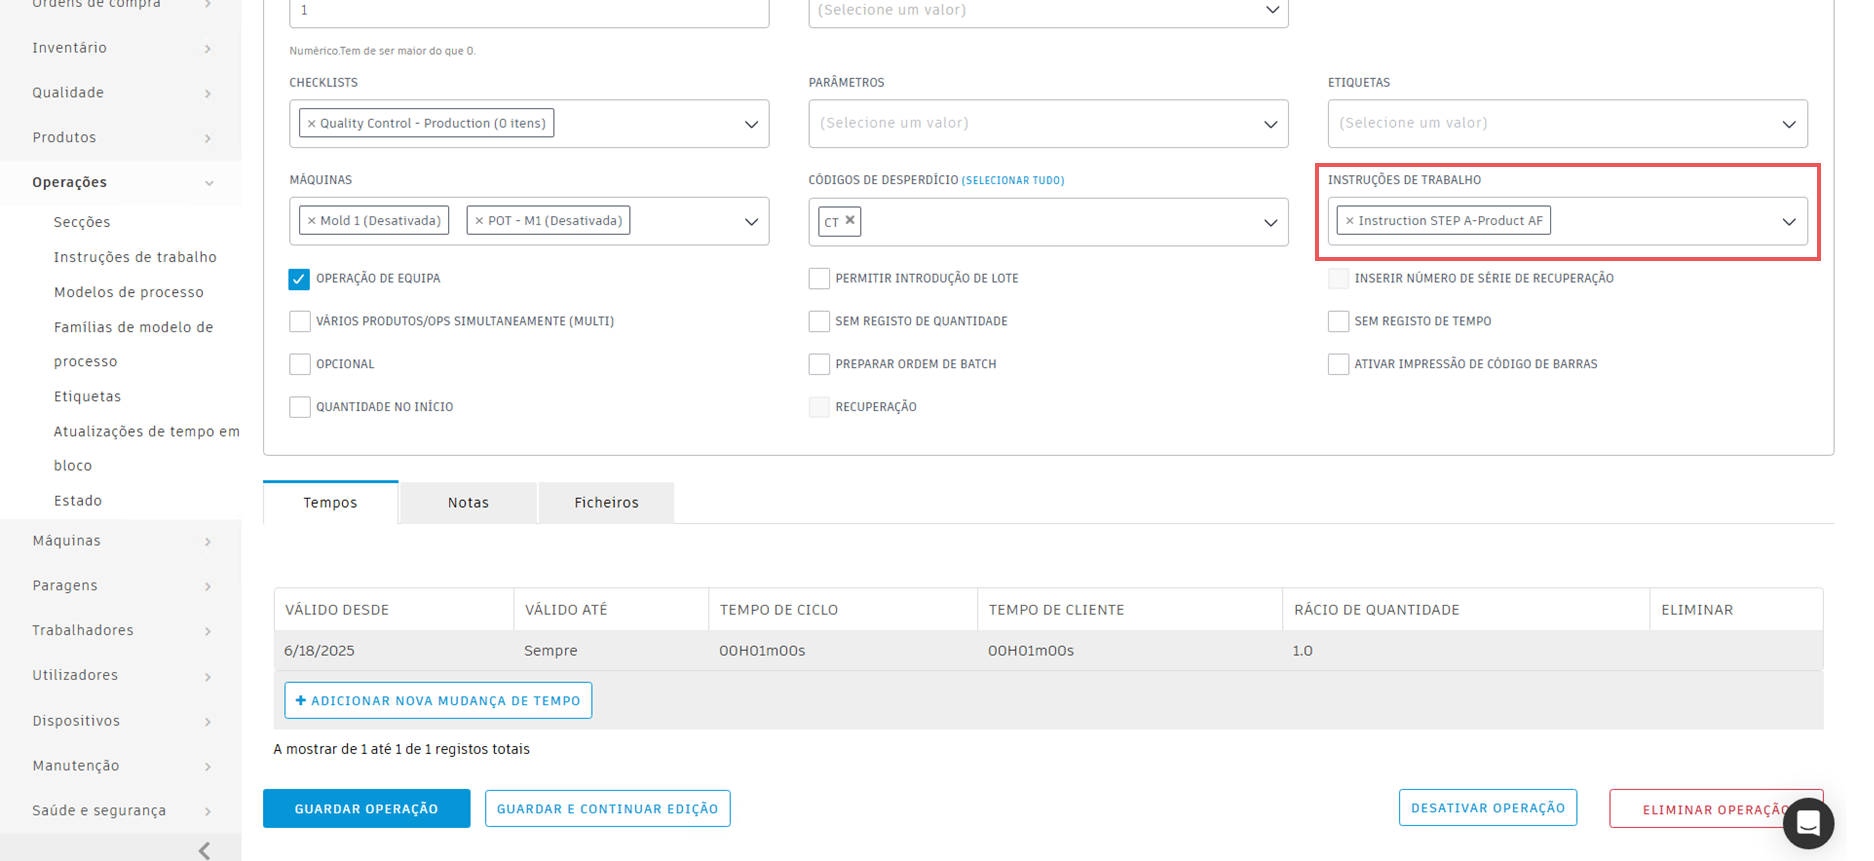 Ordens de compra
Inventário
Qualidade
Produtos
Operações
Secções
Instruções de trabalho
Modelos de processo
Famílias de modelo de
processo
Etiquetas
Atualizações de tempo em
bloco
Estado
Máquinas
Paragens
Trabalhadores
Utilizadores
Dispositivos
Manutenção
Saúde e segurança
1
(Selecione um valor)
Numérico.Tem de ser maior do que 0.
CHECKLISTS
PARÂMETROS
ETIQUETAS
× Quality Control - Production (0 itens)
(Selecione um valor)
(Selecione um valor)
MÁQUINAS
CÓDIGOS DE DESPERDÍCIO (SELECIONAR TUDO)
INSTRUÇÕES DE TRABALHO
× Mold 1 (Desativada) × POT - M1 (Desativada)
CT ×
× Instruction STEP A-Product AF
OPERAÇÃO DE EQUIPA
PERMITIR INTRODUÇÃO DE LOTE
INSERIR NÚMERO DE SÉRIE DE RECUPERAÇÃO
VÁRIOS PRODUTOS/OPS SIMULTANEAMENTE (MULTI)
SEM REGISTO DE QUANTIDADE
SEM REGISTO DE TEMPO
OPCIONAL
PREPARAR ORDEM DE BATCH
ATIVAR IMPRESSÃO DE CÓDIGO DE BARRAS
QUANTIDADE NO INÍCIO
RECUPERAÇÃO
Tempos
Notas
Ficheiros
VÁLIDO DESDE VÁLIDO ATÉ TEMPO DE CICLO TEMPO DE CLIENTE RÁCIO DE QUANTIDADE ELIMINAR
6/18/2025 Sempre 00H01m00s 00H01m00s 1.0
+ ADICIONAR NOVA MUDANÇA DE TEMPO
A mostrar de 1 até 1 de 1 registos totais
GUARDAR OPERAÇÃO
GUARDAR E CONTINUAR EDIÇÃO
DESATIVAR OPERAÇÃO
ELIMINAR OPERAÇÃO